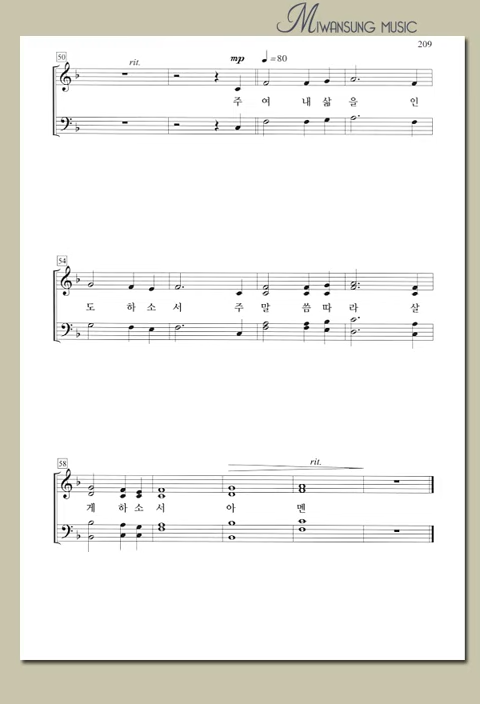 MIWANSUNG MUSIC
209
50
rit.
mp ♩=80
주 여 내 삶 을 인
54
도 하 소 서 주 말 씀 따 라 살
58
rit.
게 하 소 서 아 멘